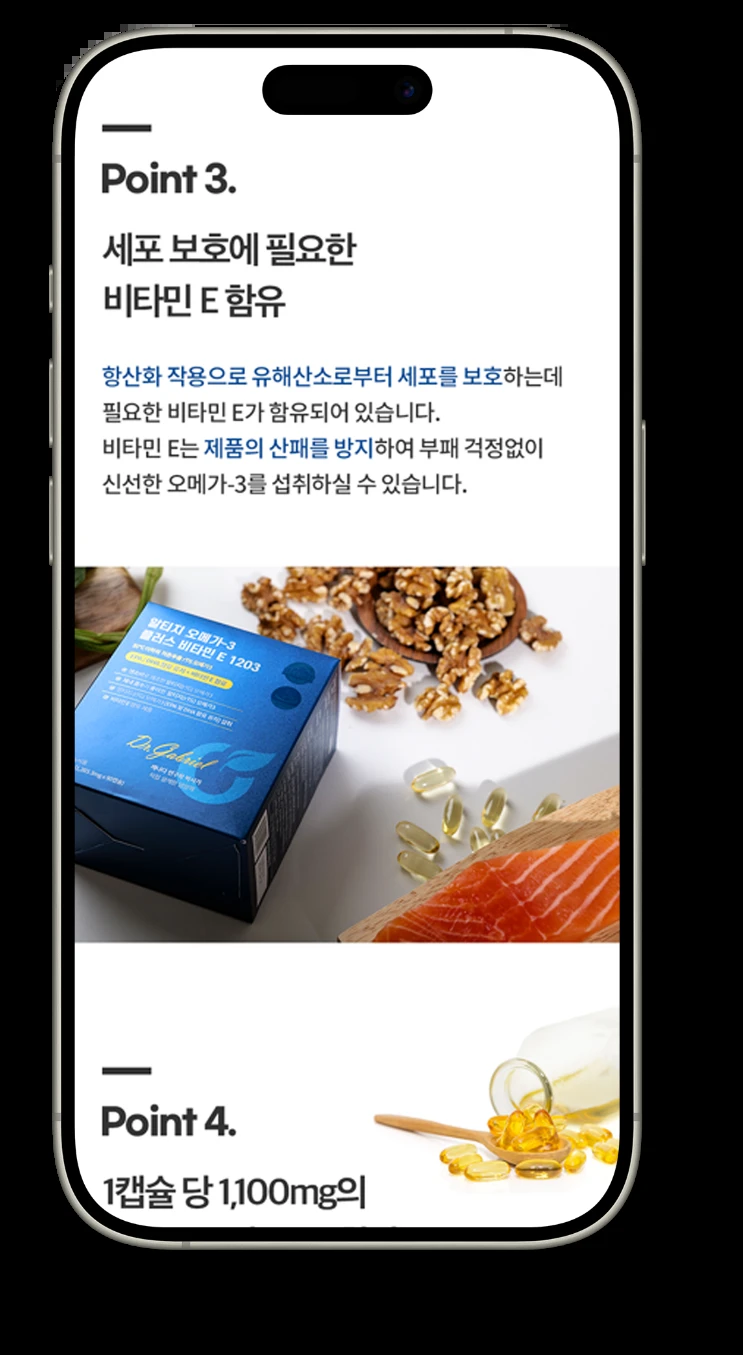 Point 3.
세포 보호에 필요한
비타민 E 함유
항산화 작용으로 유해산소로부터 세포를 보호하는데
필요한 비타민 E가 함유되어 있습니다.
비타민 E는 제품의 산패를 방지하여 부패 걱정없이
신선한 오메가-3를 섭취하실 수 있습니다.
알티지 오메가-3
플러스 비타민 E 1203
Dr.Gabriel
Point 4.
1캡슐 당 1,100mg의